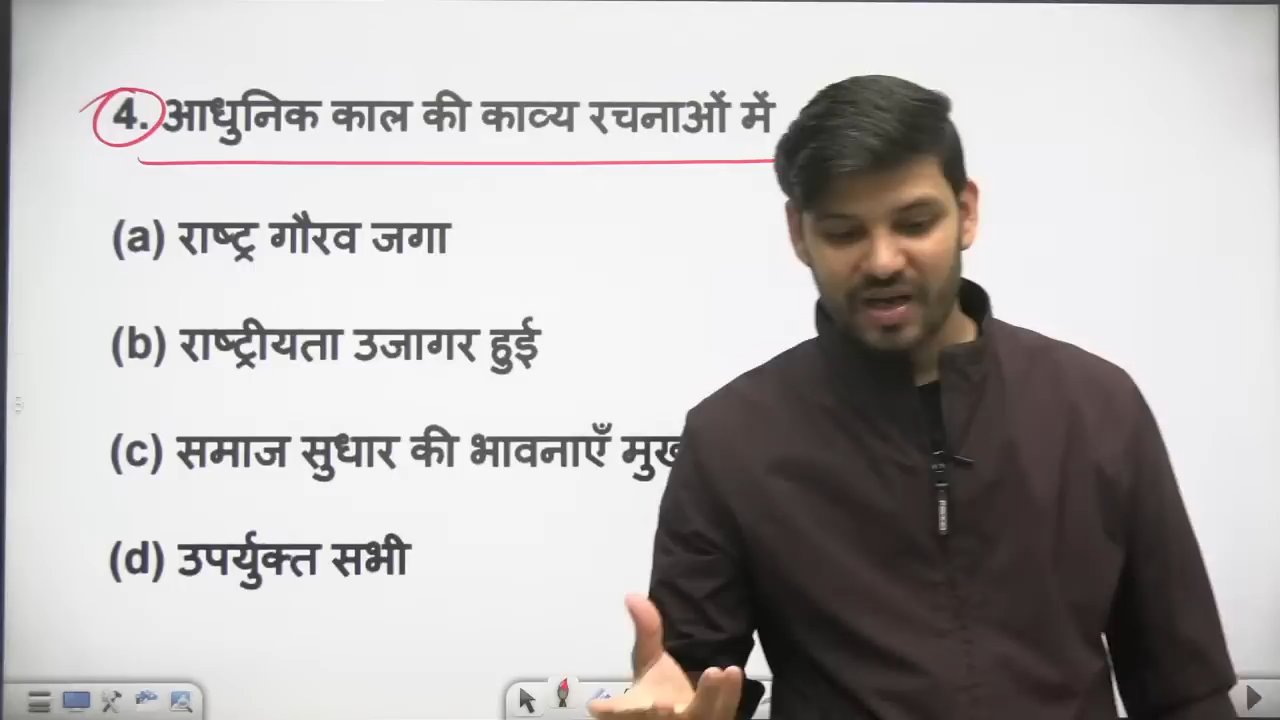 4. आधुनिक काल की काव्य रचनाओं में
(a) राष्ट्र गौरव जगा
(b) राष्ट्रीयता उजागर हुई
(c) समाज सुधार की भावनाएँ
(d) उपर्युक्त सभी